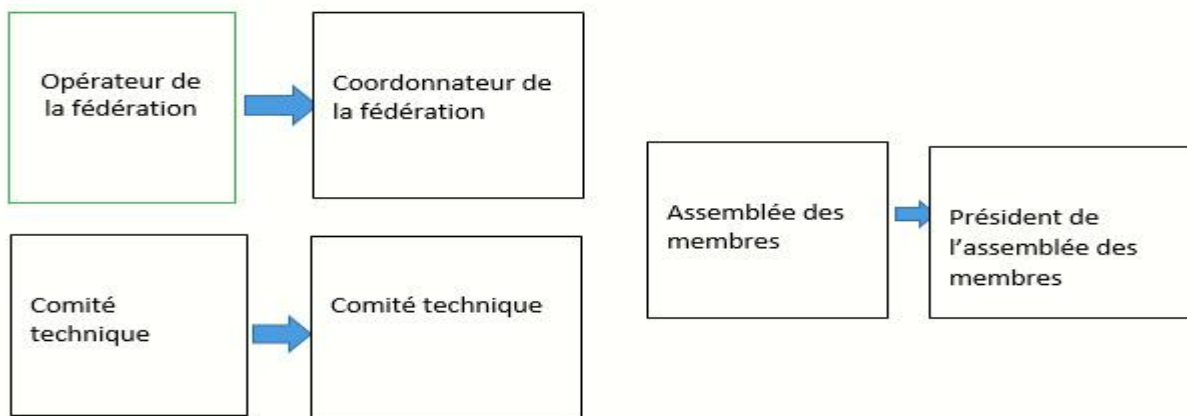 Opérateur de
la fédération
Coordonnateur de
la fédération
Comité
technique
Comité technique
Assemblée des
membres
Président de
l’assemblée des
membres